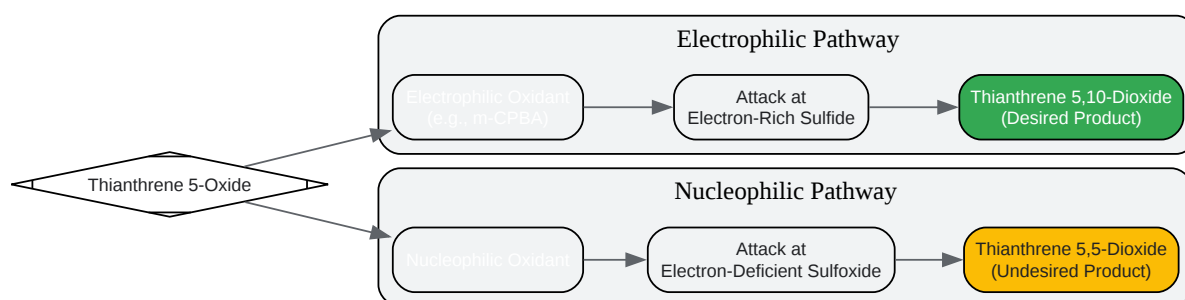 Electrophilic Pathway
Electrophilic Oxidant
(e.g., m-CPBA)
Attack at
Electron-Rich Sulfide
Thianthrene 5,10-Dioxide
(Desired Product)
Thianthrene 5-Oxide
Nucleophilic Pathway
Nucleophilic Oxidant
Attack at
Electron-Deficient Sulfoxide
Thianthrene 5,5-Dioxide
(Undesired Product)